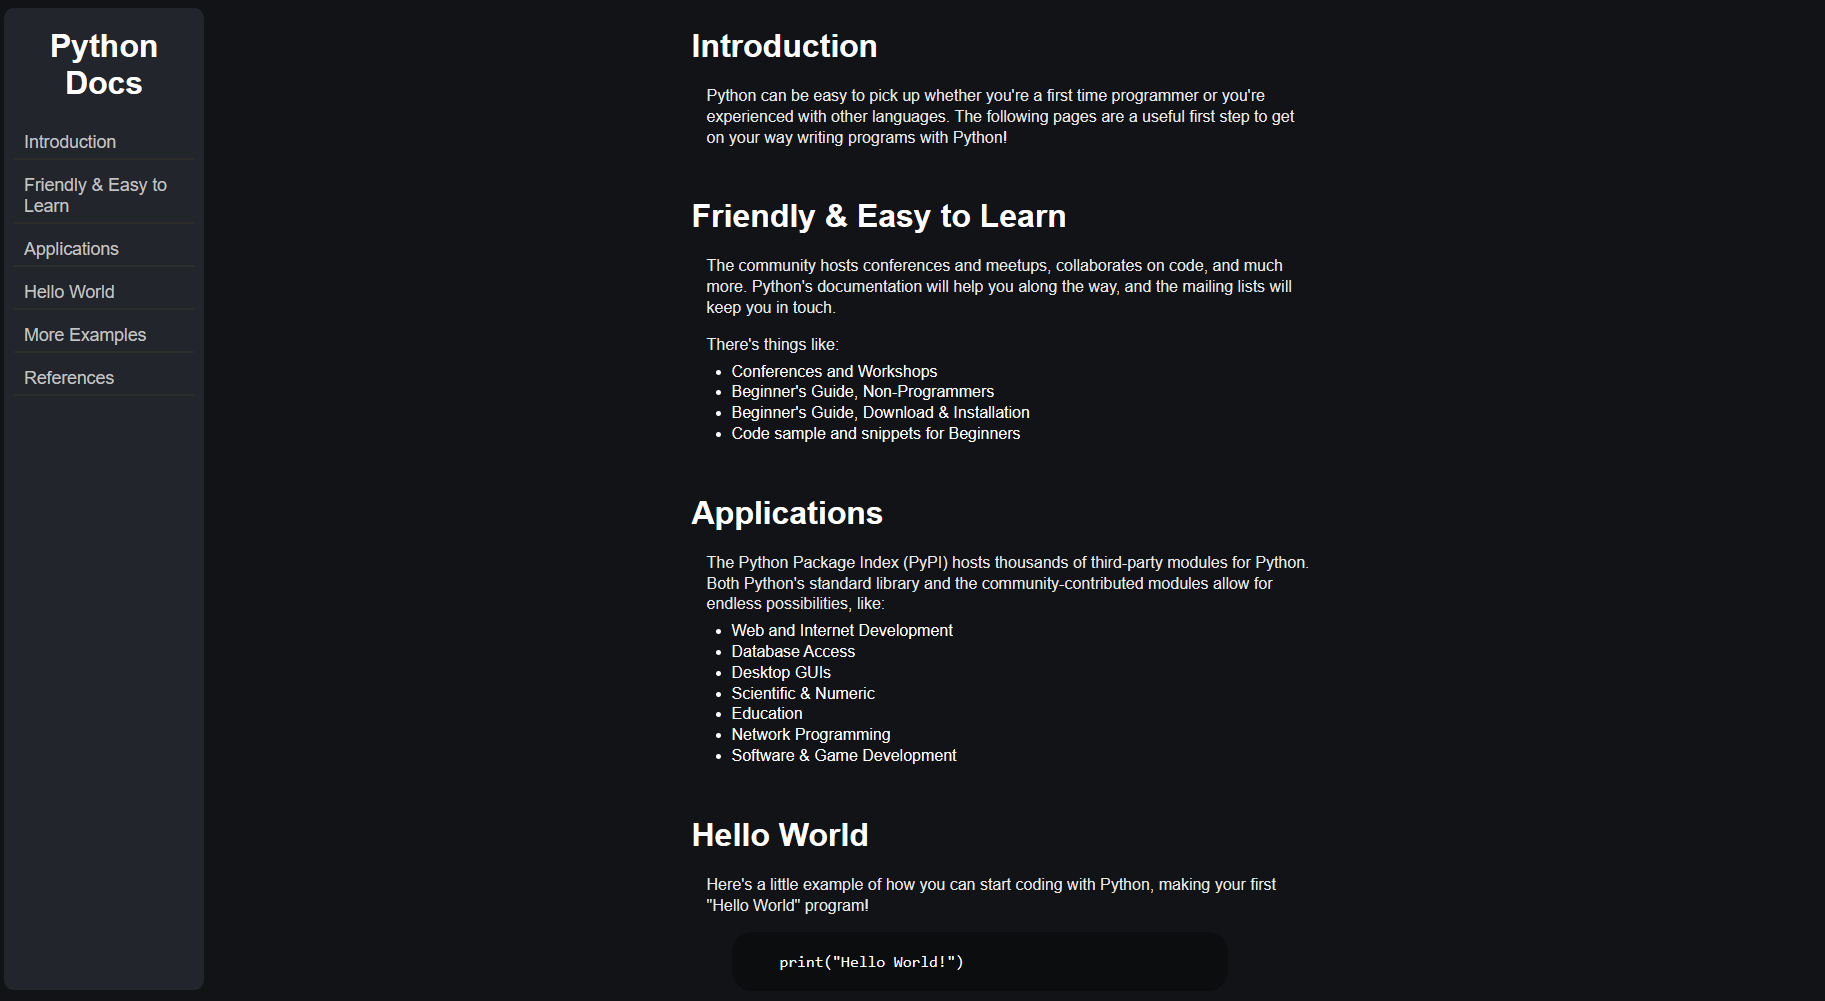 Python
Docs
Introduction
Friendly & Easy to
Learn
Applications
Hello World
More Examples
References
Introduction
Python can be easy to pick up whether you're a first time programmer or you're
experienced with other languages. The following pages are a useful first step to get
on your way writing programs with Python!
Friendly & Easy to Learn
The community hosts conferences and meetups, collaborates on code, and much
more. Python's documentation will help you along the way, and the mailing lists will
keep you in touch.
There's things like:
• Conferences and Workshops
• Beginner's Guide, Non-Programmers
• Beginner's Guide, Download & Installation
• Code sample and snippets for Beginners
Applications
The Python Package Index (PyPI) hosts thousands of third-party modules for Python.
Both Python's standard library and the community-contributed modules allow for
endless possibilities, like:
• Web and Internet Development
• Database Access
• Desktop GUIs
• Scientific & Numeric
• Education
• Network Programming
• Software & Game Development
Hello World
Here's a little example of how you can start coding with Python, making your first
"Hello World" program!
print("Hello World!")